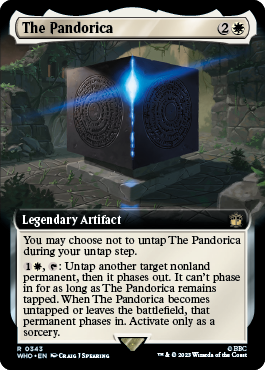 The Pandorica 2
Legendary Artifact
You may choose not to untap The Pandorica
during your untap step.
1, : Untap another target nonland
permanent, then it phases out. It can't phase
in for as long as The Pandorica remains
tapped. When The Pandorica becomes
untapped or leaves the battlefield, that
permanent phases in. Activate only as a
sorcery.
R 0343
WHO • EN Craig J Spearing
© BBC
™ & © 2023 Wizards of the Coast